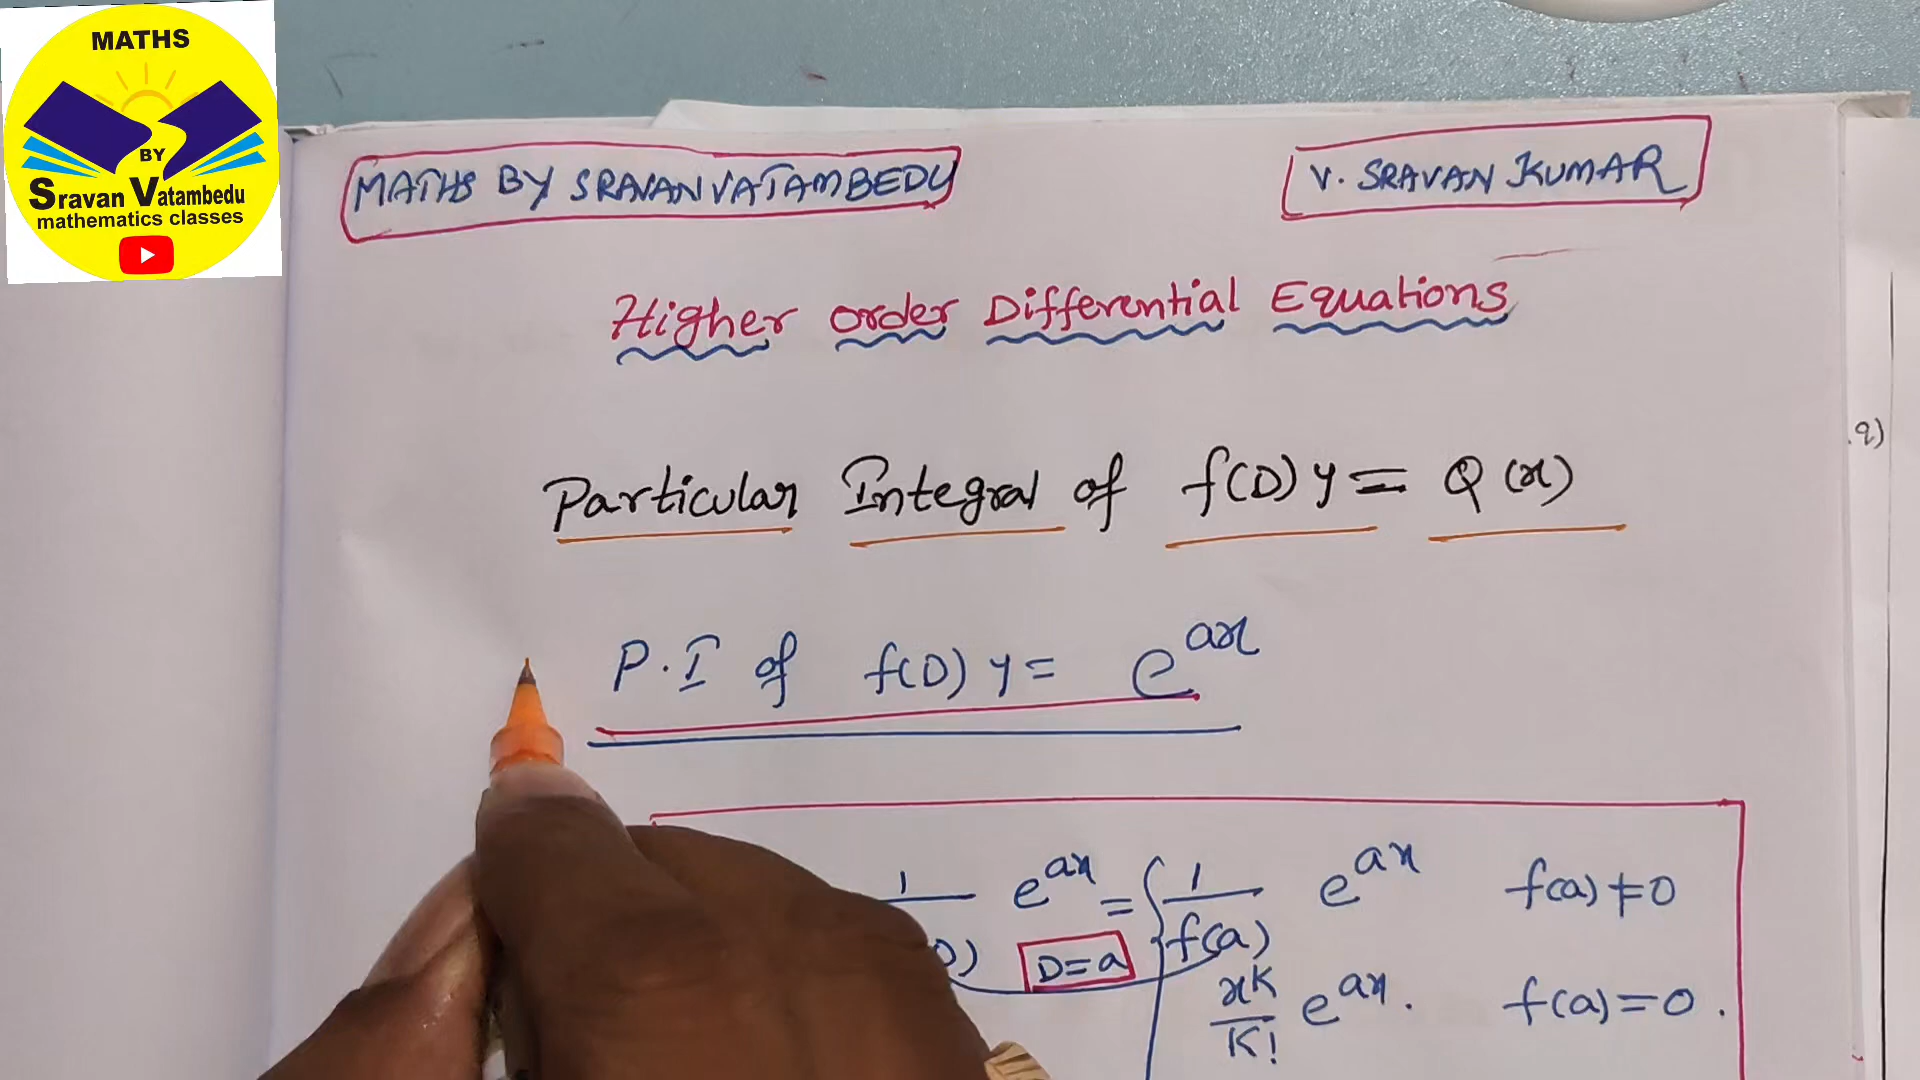 MATHS
BY
Sravan Vatambedu
mathematics classes
MATHS BY SRAVAN VATAMBEDU
V. SRAVAN KUMAR
Higher order Differential Equations
Particular Integral of f(D) y = Q(x)
.2)
P.I of f(D) y = e^ax
1/D) e^ax = { 1/f(a) e^ax f(a) ≠ 0
D=a
x^K/K! e^ax. f(a) = 0.